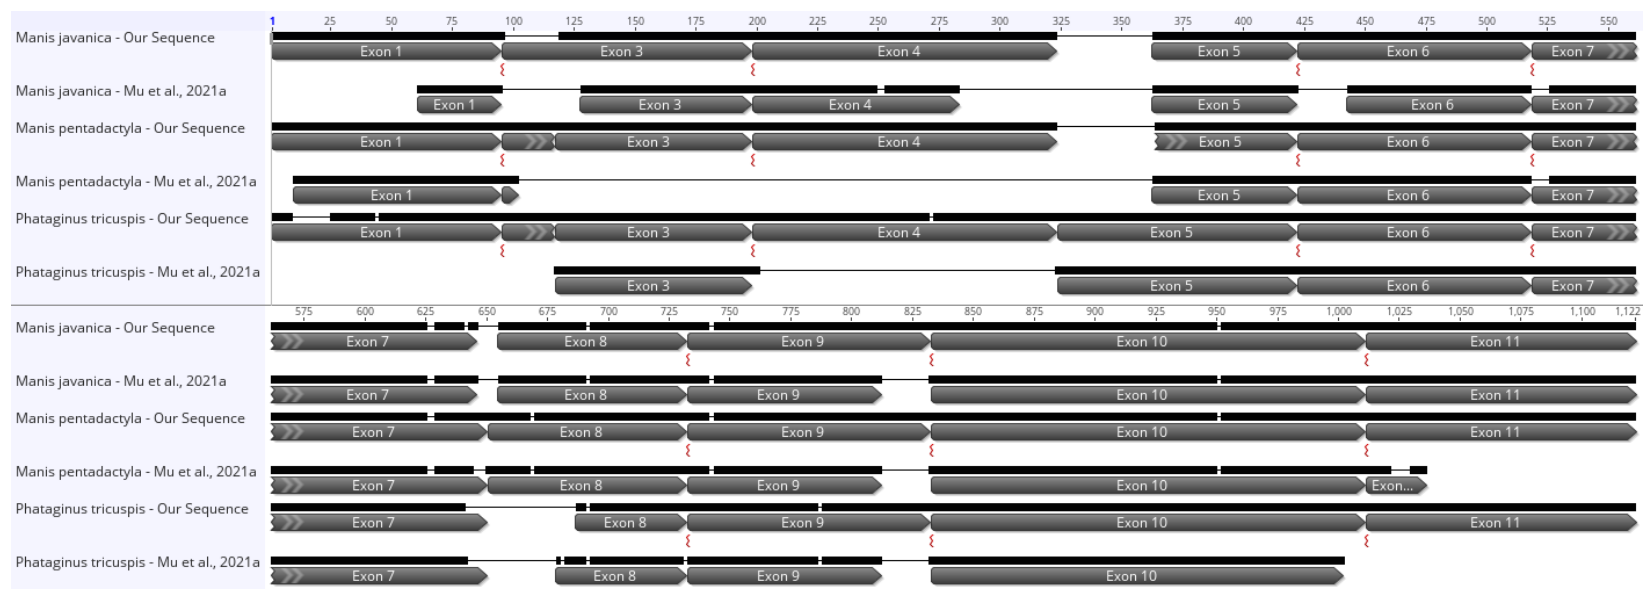 1 25 50 75 100 125 150 175 200 225 250 275 300 325 350 375 400 425 450 475 500 525 550
Manis javanica - Our Sequence
Exon 1 Exon 3 Exon 4 Exon 5 Exon 6 Exon 7
Manis javanica - Mu et al., 2021a
Exon 1 Exon 3 Exon 4 Exon 5 Exon 6 Exon 7
Manis pentadactyla - Our Sequence
Exon 1 Exon 3 Exon 4 Exon 5 Exon 6 Exon 7
Manis pentadactyla - Mu et al., 2021a
Exon 1 Exon 5 Exon 6 Exon 7
Phataginus tricuspis - Our Sequence
Exon 1 Exon 3 Exon 4 Exon 5 Exon 6 Exon 7
Phataginus tricuspis - Mu et al., 2021a
Exon 3 Exon 5 Exon 6 Exon 7
575 600 625 650 675 700 725 750 775 800 825 850 875 900 925 950 975 1,000 1,025 1,050 1,075 1,100 1,122
Manis javanica - Our Sequence
Exon 7 Exon 8 Exon 9 Exon 10 Exon 11
Manis javanica - Mu et al., 2021a
Exon 7 Exon 8 Exon 9 Exon 10 Exon 11
Manis pentadactyla - Our Sequence
Exon 7 Exon 8 Exon 9 Exon 10 Exon 11
Manis pentadactyla - Mu et al., 2021a
Exon 7 Exon 8 Exon 9 Exon 10 Exon...
Phataginus tricuspis - Our Sequence
Exon 7 Exon 8 Exon 9 Exon 10 Exon 11
Phataginus tricuspis - Mu et al., 2021a
Exon 7 Exon 8 Exon 9 Exon 10